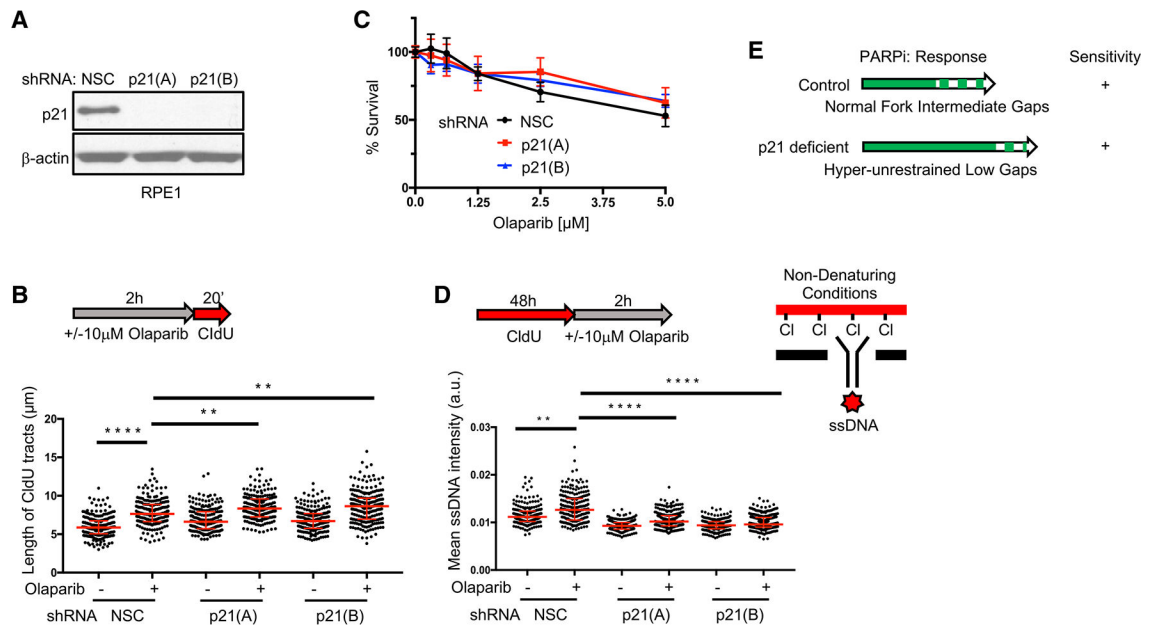 A
shRNA: NSC p21(A) p21(B)
p21
β-actin
RPE1
C
% Survival
100
50
0
shRNA
NSC
p21(A)
p21(B)
0.0 1.25 2.5 3.75 5.0
Olaparib [µM]
E
PARPi: Response Sensitivity
Control +
Normal Fork Intermediate Gaps
p21 deficient +
Hyper-unrestrained Low Gaps
B
2h 20'
+/-10µM Olaparib CldU
Length of CldU tracts (µm)
20
15
10
5
0
* * * *
* *
* *
Olaparib - + - + - +
shRNA NSC p21(A) p21(B)
D
48h 2h
CldU +/-10µM Olaparib
Mean ssDNA intensity (a.u.)
0.03
0.02
0.01
0.00
* *
* * * *
* * * *
Olaparib - + - + - +
shRNA NSC p21(A) p21(B)
Non-Denaturing
Conditions
Cl Cl Cl Cl
ssDNA